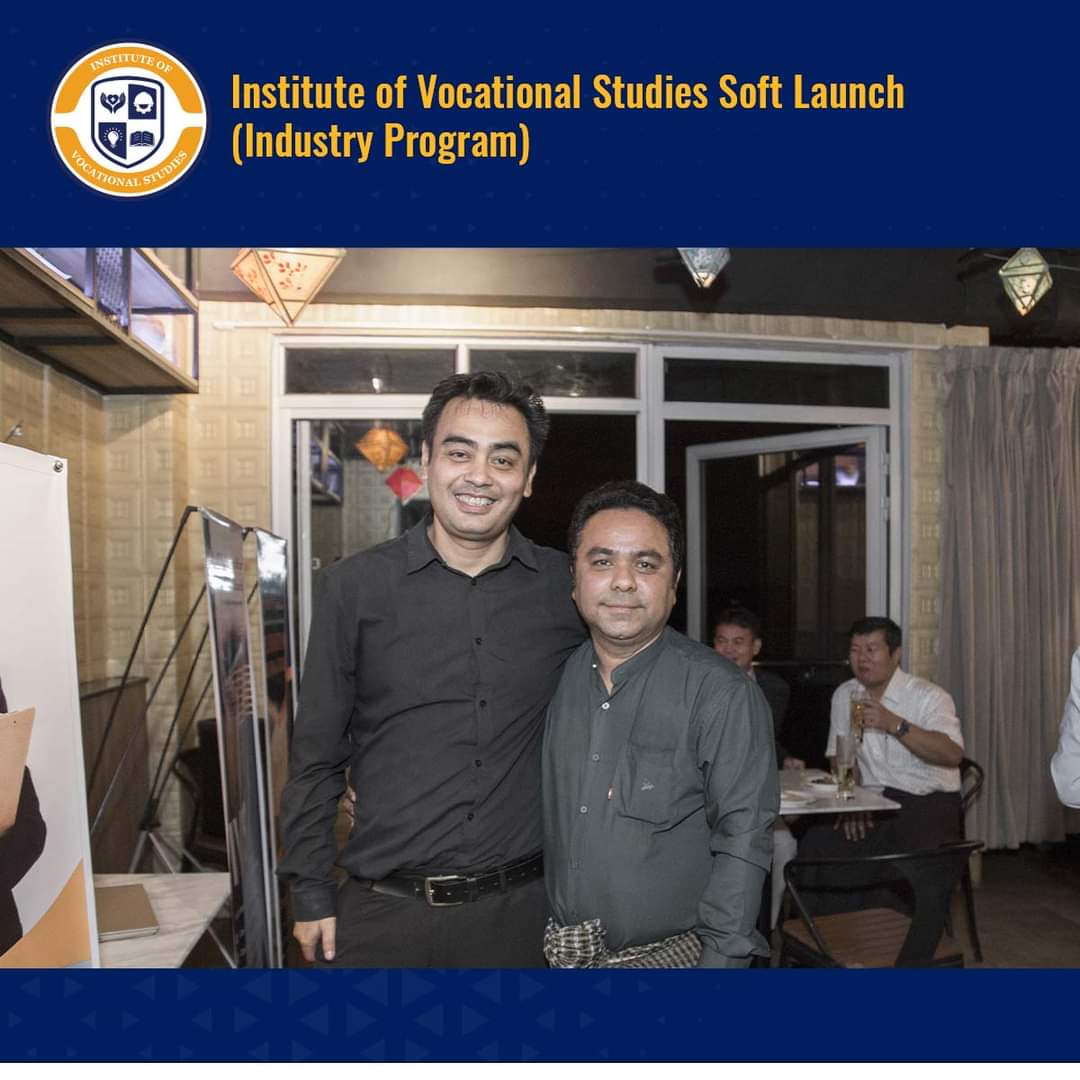 INSTITUTE OF
VOCATIONAL STUDIES
Institute of Vocational Studies Soft Launch
(Industry Program)